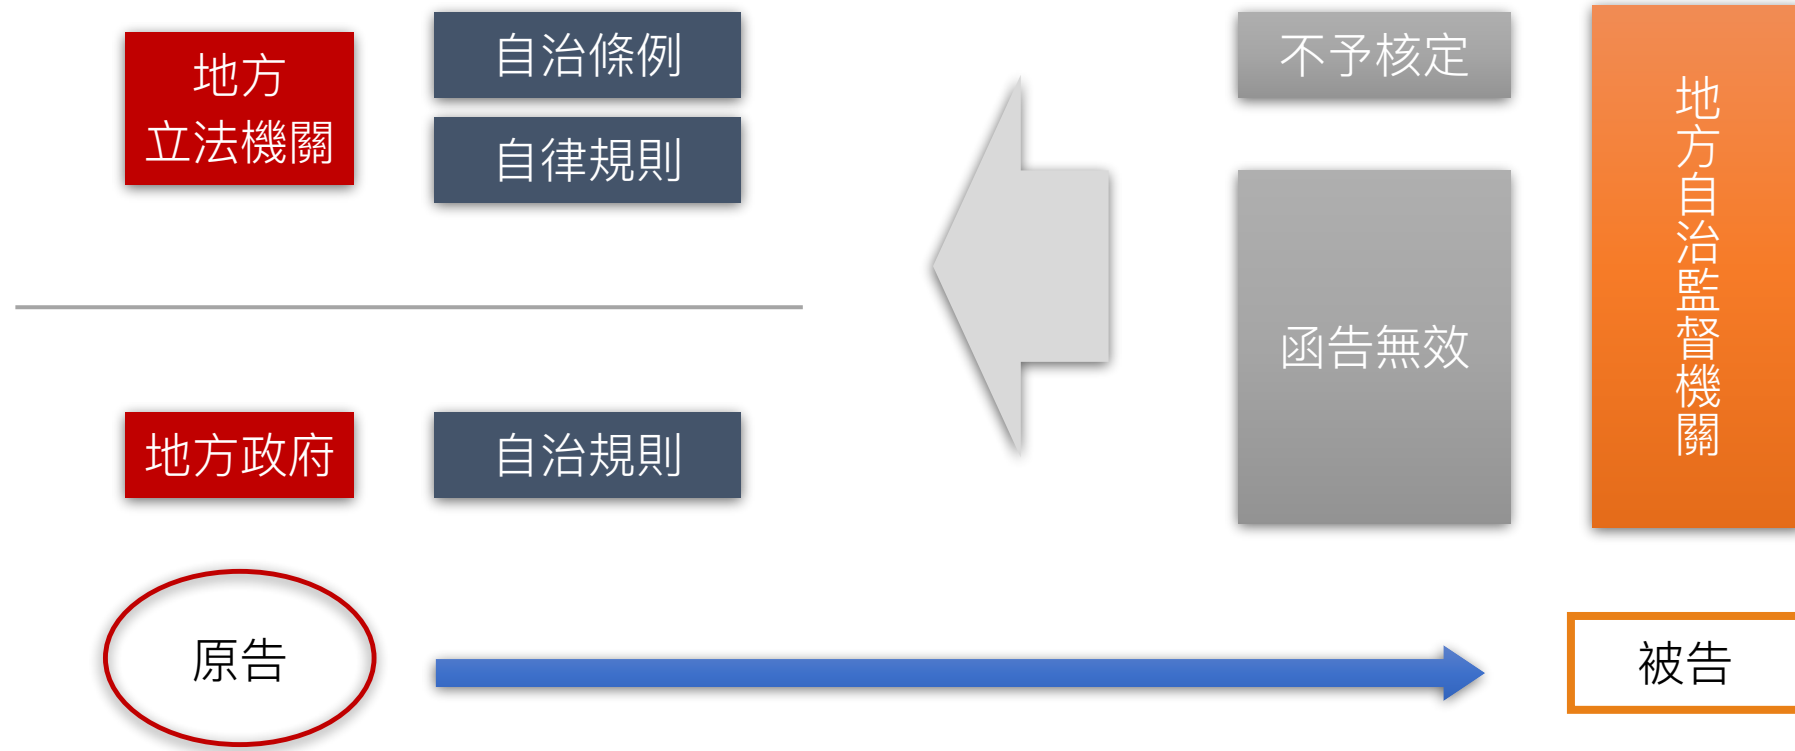 地方
立法機關
自治條例
自律規則
不予核定
地方自治監督機關
函告無效
地方政府
自治規則
原告
被告